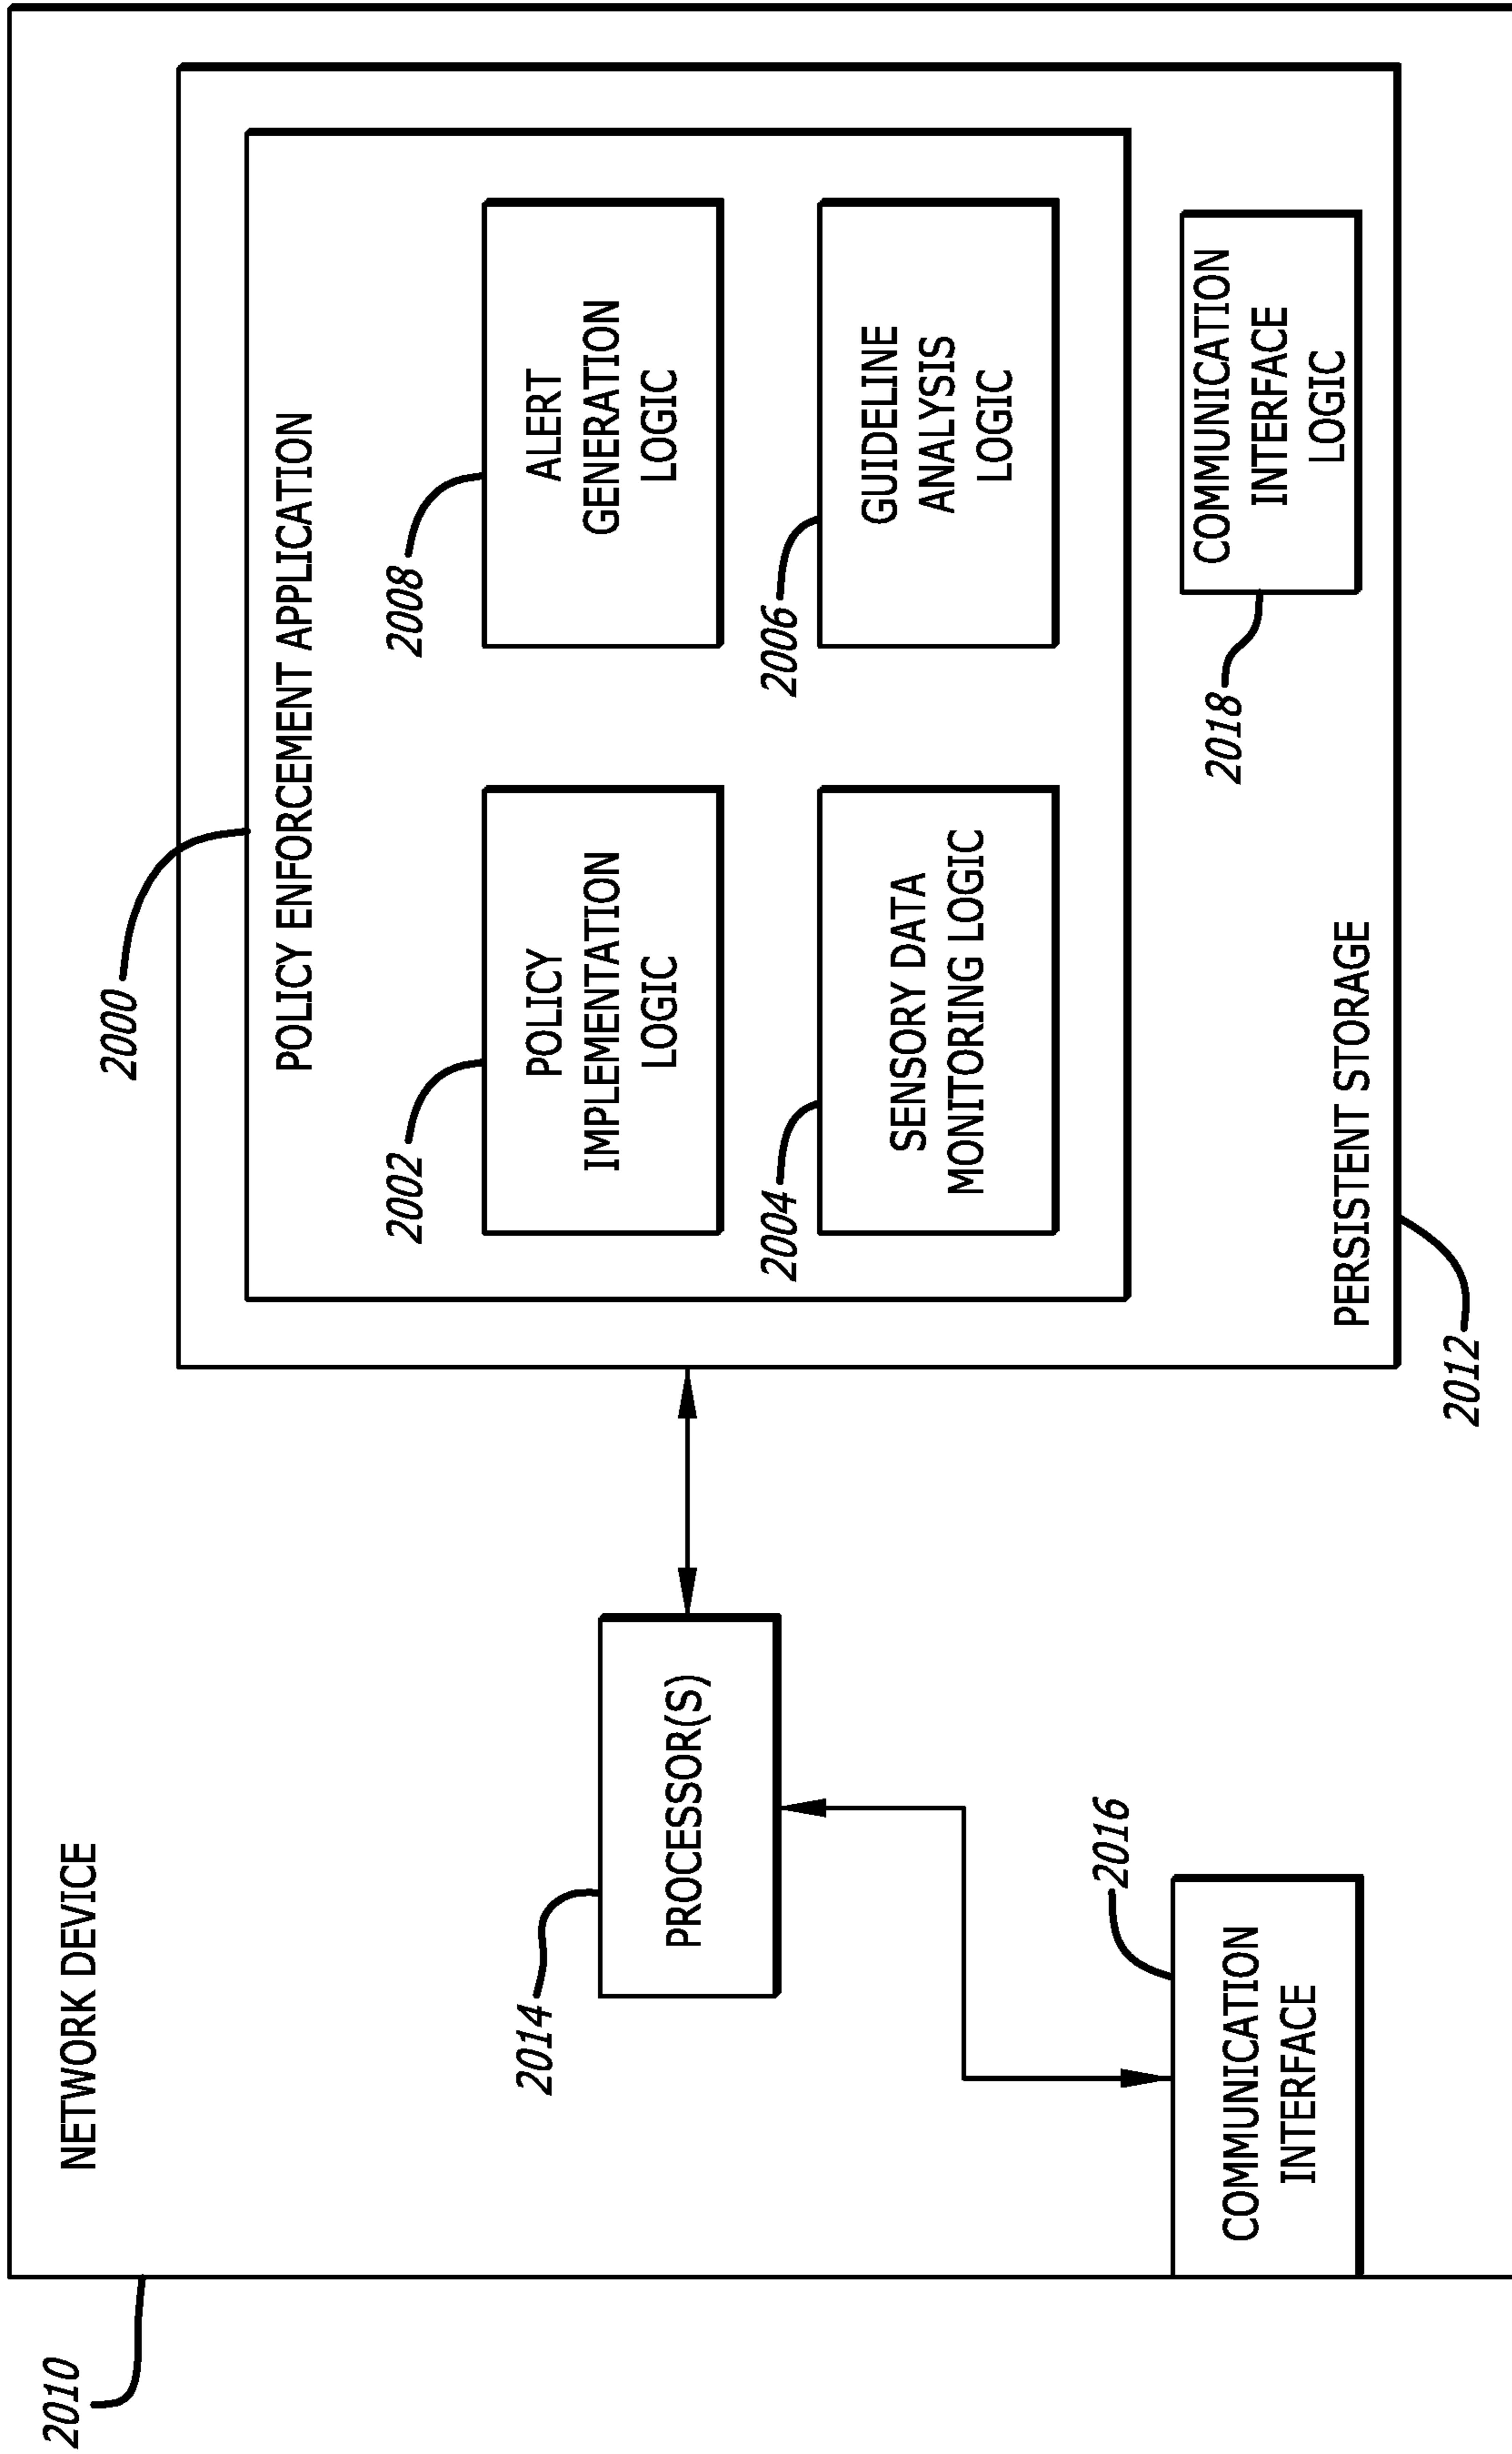 2010
NETWORK DEVICE
2000
POLICY ENFORCEMENT APPLICATION
2002
POLICY
IMPLEMENTATION
LOGIC
2008
ALERT
GENERATION
LOGIC
2014
PROCESSOR(S)
2004
SENSORY DATA
MONITORING LOGIC
2006
GUIDELINE
ANALYSIS
LOGIC
2016
COMMUNICATION
INTERFACE
2018
COMMUNICATION
INTERFACE
LOGIC
PERSISTENT STORAGE
2012